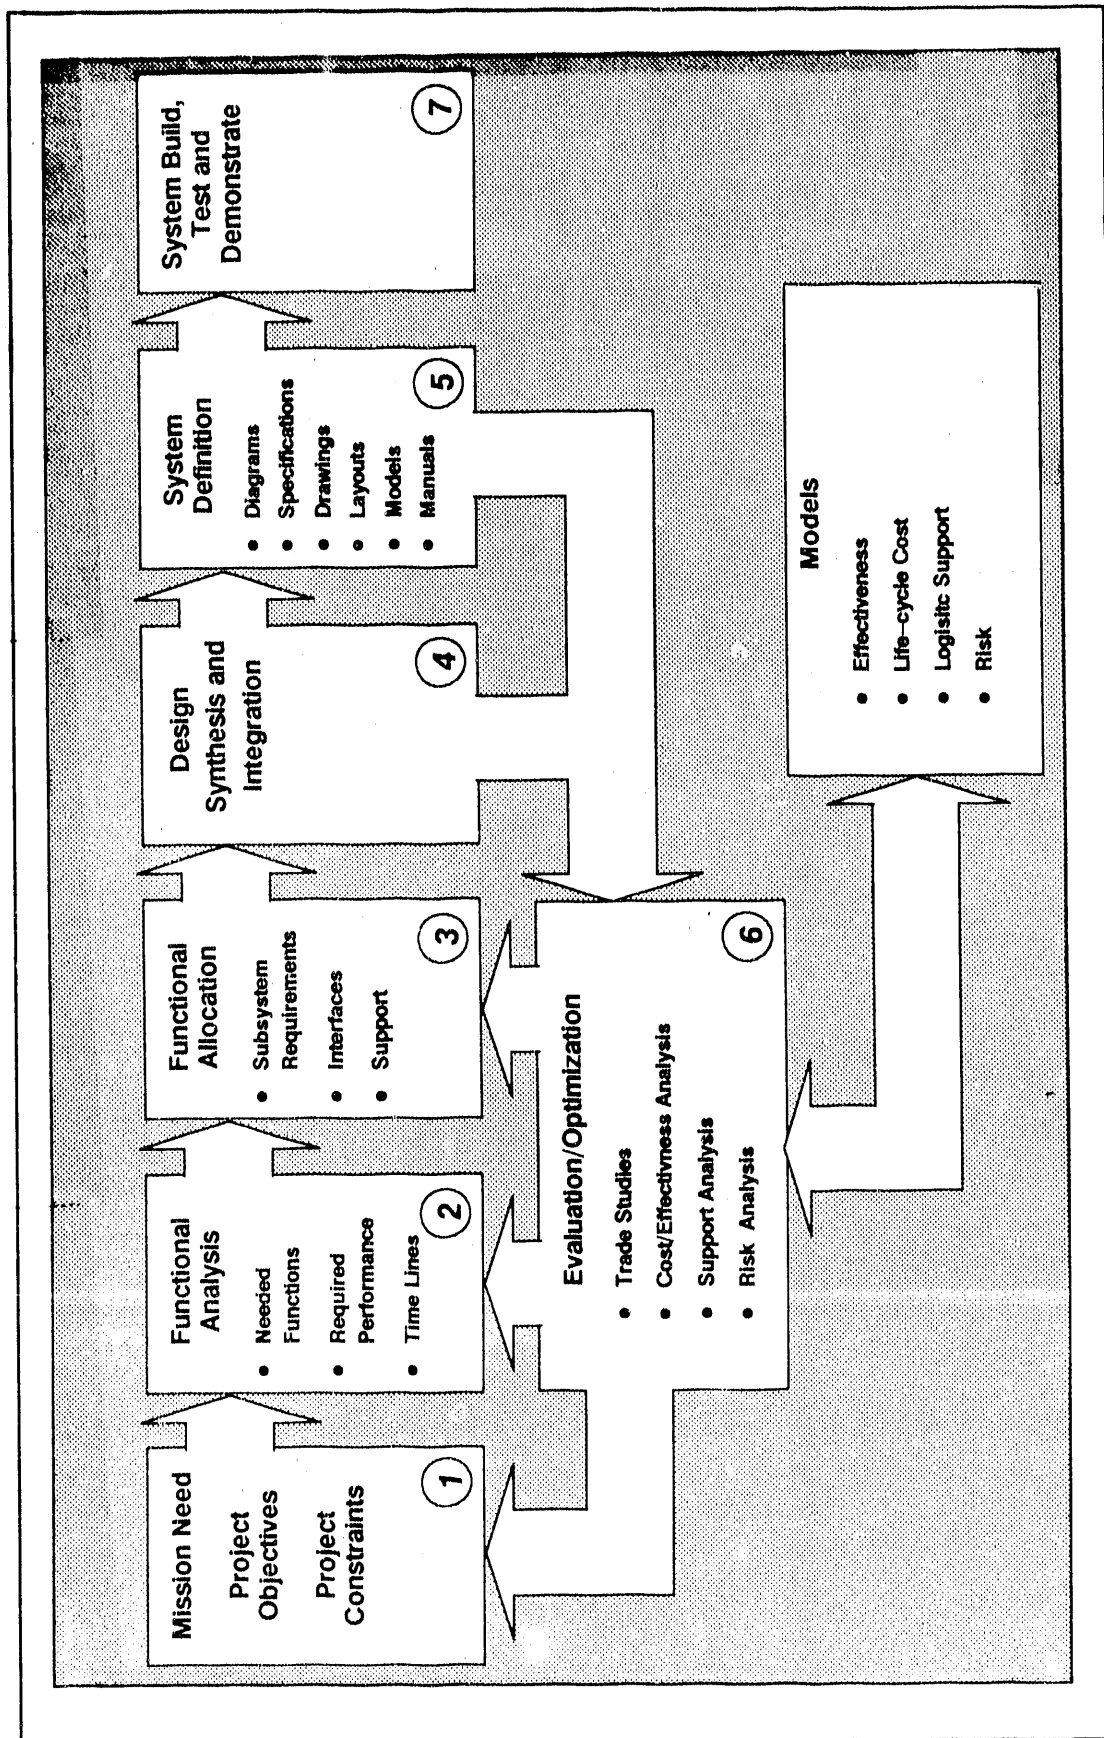 Mission Need
Project
Objectives
Project
Constraints
1
Functional
Analysis
• Needed
Functions
• Required
Performance
• Time Lines
2
Functional
Allocation
• Subsystem
Requirements
• Interfaces
• Support
3
Design
Synthesis and
Integration
4
System
Definition
• Diagrams
• Specifications
• Drawings
• Layouts
• Models
• Manuals
5
System Build,
Test and
Demonstrate
7
Evaluation/Optimization
• Trade Studies
• Cost/Effectivness Analysis
• Support Analysis
• Risk Analysis
6
Models
• Effectiveness
• Life-cycle Cost
• Logisitc Support
• Risk